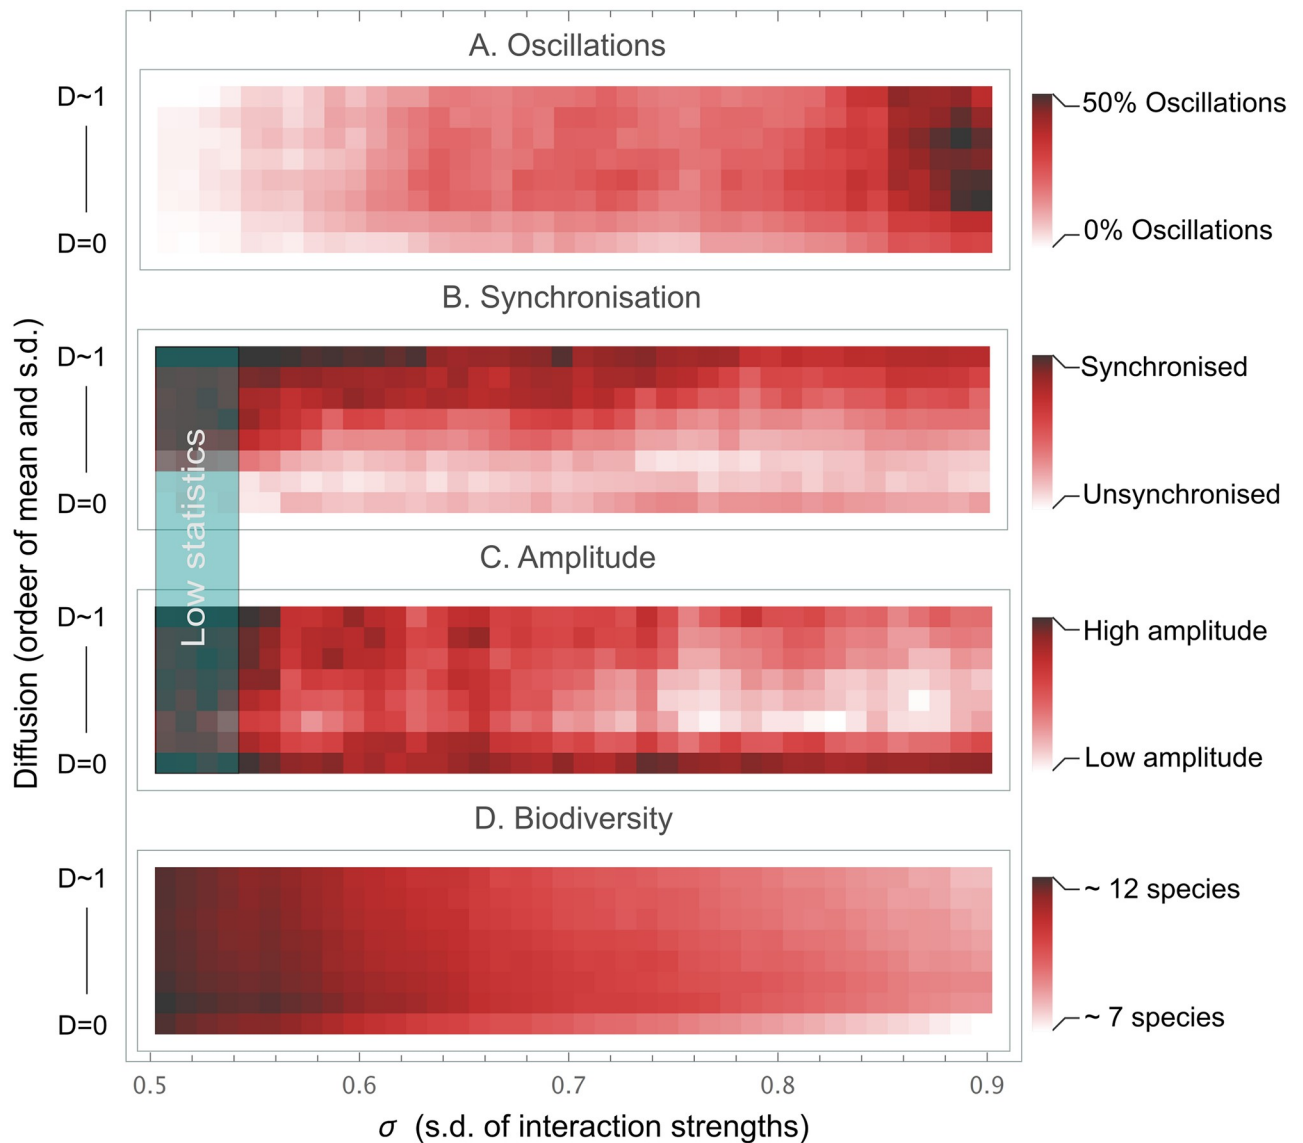 A. Oscillations
D~1
D=0
50% Oscillations
0% Oscillations
B. Synchronisation
D~1
D=0
Synchronised
Unsynchronised
Low statistics
C. Amplitude
D~1
D=0
High amplitude
Low amplitude
D. Biodiversity
D~1
D=0
~ 12 species
~ 7 species
Diffusion (ordeer of mean and s.d.)
0.5 0.6 0.7 0.8 0.9
σ (s.d. of interaction strengths)